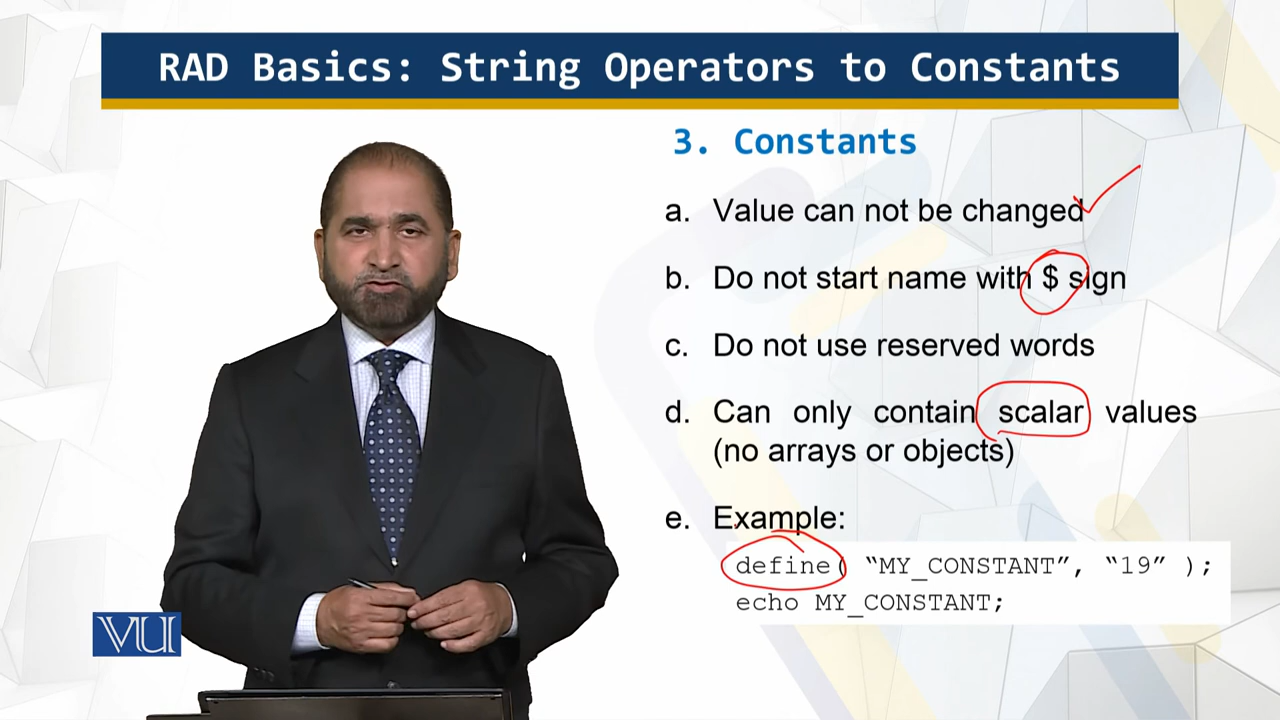 RAD Basics: String Operators to Constants
3. Constants
a. Value can not be changed
b. Do not start name with $ sign
c. Do not use reserved words
d. Can only contain scalar values
(no arrays or objects)
e. Example:
define( “MY_CONSTANT”, “19” );
echo MY_CONSTANT;
VU